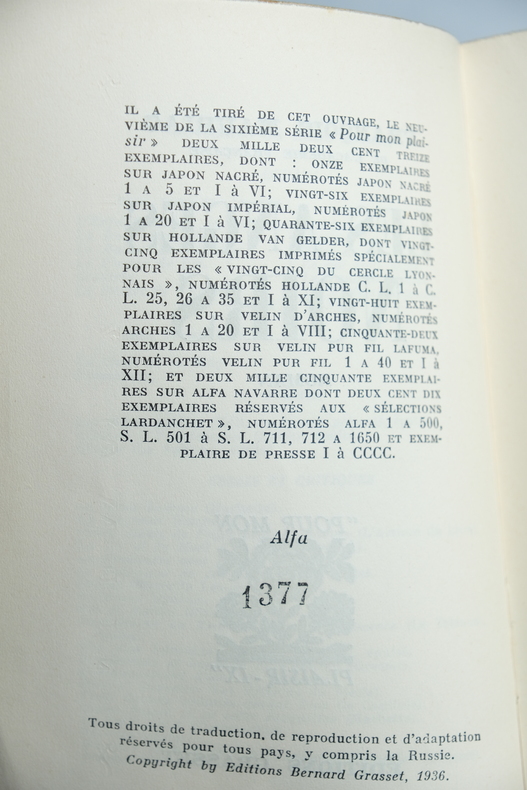 IL A ÉTÉ TIRÉ DE CET OUVRAGE, LE NEU-
VIÈME DE LA SIXIÈME SÉRIE « Pour mon plai-
sir » DEUX MILLE DEUX CENT TREIZE
EXEMPLAIRES, DONT : ONZE EXEMPLAIRES
SUR JAPON NACRÉ, NUMÉROTÉS JAPON NACRÉ
1 A 5 ET I à VI; VINGT-SIX EXEMPLAIRES
SUR JAPON IMPÉRIAL, NUMÉROTÉS JAPON
1 A 20 ET I à VI; QUARANTE-SIX EXEMPLAIRES
SUR HOLLANDE VAN GELDER, DONT VINGT-
CINQ EXEMPLAIRES IMPRIMÉS SPÉCIALEMENT
POUR LES « VINGT-CINQ DU CERCLE LYON-
NAIS », NUMÉROTÉS HOLLANDE C. L. 1 à C.
L. 25, 26 A 35 ET I à XI; VINGT-HUIT EXEM-
PLAIRES SUR VELIN D'ARCHES, NUMÉROTÉS
ARCHES 1 A 20 ET I à VIII; CINQUANTE-DEUX
EXEMPLAIRES SUR VELIN PUR FIL LAFUMA,
NUMÉROTÉS VELIN PUR FIL 1 A 40 ET I à
XII; ET DEUX MILLE CINQUANTE EXEMPLAI-
RES SUR ALFA NAVARRE DONT DEUX CENT DIX
EXEMPLAIRES RÉSERVÉS AUX « SÉLECTIONS
LARDANCHET », NUMÉROTÉS ALFA 1 A 500,
S. L. 501 à S. L. 711, 712 A 1650 ET EXEM-
PLAIRE DE PRESSE I à CCCC.
Alfa
1377
"POUR MON
PLAISIR - IX"
Tous droits de traduction, de reproduction et d'adaptation
réservés pour tous pays, y compris la Russie.
Copyright by Editions Bernard Grasset, 1936.